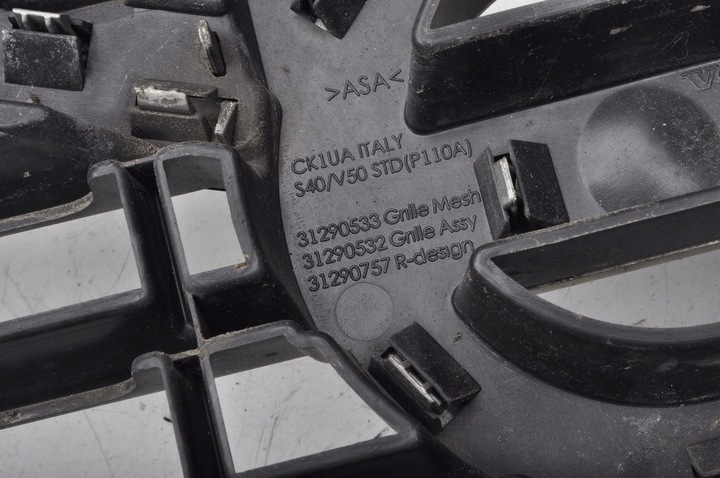 >ASA<
CK1UA ITALY
S40/V50 STD(P110A)
31290533 Grille Mesh
31290532 Grille Assy
31290757 R-design